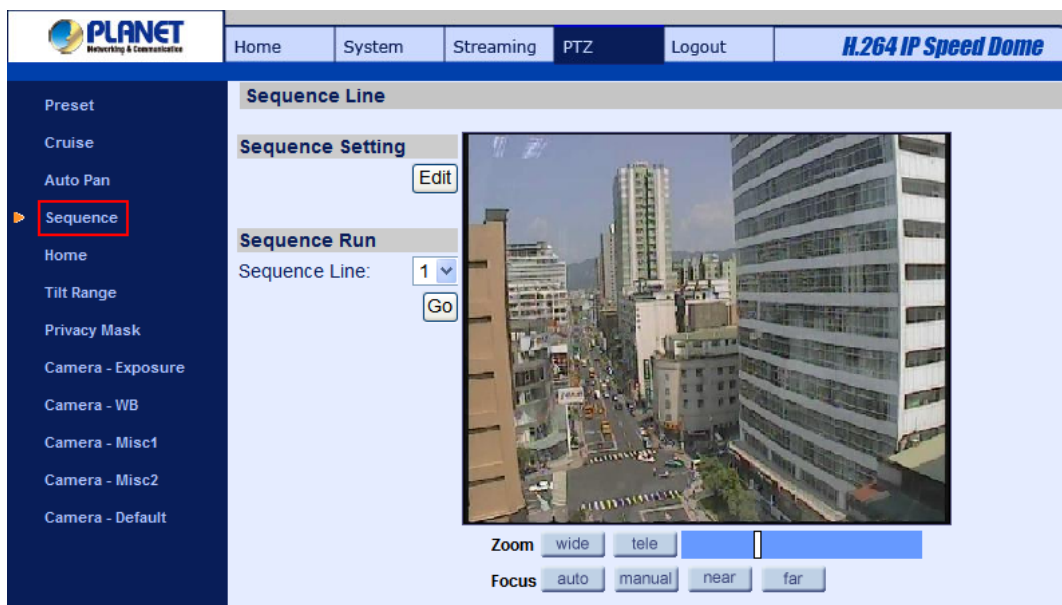 PLANET
Networking & Communication
Home
System
Streaming
PTZ
Logout
H.264 IP Speed Dome
Preset
Cruise
Auto Pan
Sequence
Home
Tilt Range
Privacy Mask
Camera - Exposure
Camera - WB
Camera - Misc1
Camera - Misc2
Camera - Default
Sequence Line
Sequence Setting
Edit
Sequence Run
Sequence Line: 1
Go
Zoom wide tele
Focus auto manual near far